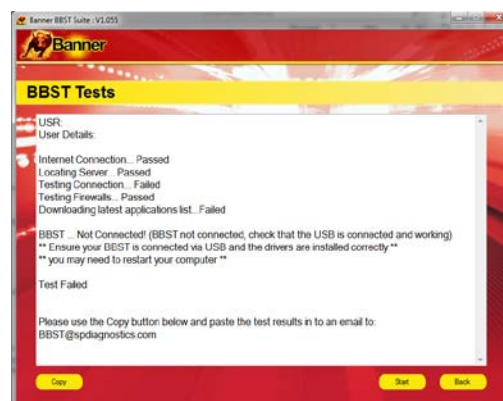 Banner BBST Suite : V1.055
Banner
BBST Tests
USR:
User Details:
Internet Connection... Passed
Locating Server... Passed
Testing Connection... Failed
Testing Firewalls... Passed
Downloading latest applications list...Failed
BBST ... Not Connected! (BBST not connected, check that the USB is connected and working)
** Ensure your BBST is connected via USB and the drivers are installed correctly **
** you may need to restart your computer **
Test Failed
Please use the Copy button below and paste the test results in to an email to:
BBST@spdiagnostics.com
Copy
Start
Back